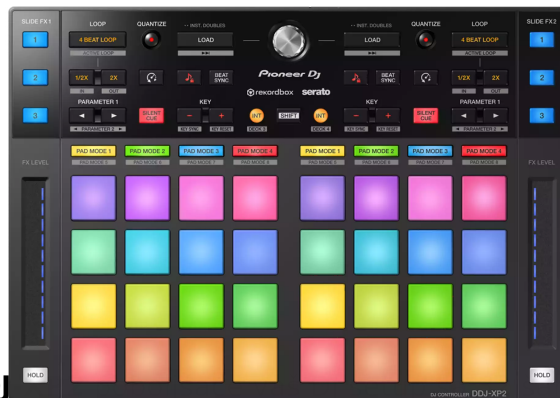 SLIDE FX 1
LOOP
QUANTIZE
INST. DOUBLES
INST. DOUBLES
QUANTIZE
LOOP
SLIDE FX 2
1
4 BEAT LOOP
LOAD
LOAD
4 BEAT LOOP
1
ACTIVE LOOP
ACTIVE LOOP
2
1/2X
2X
BEAT SYNC
Pioneer Dj
BEAT SYNC
1/2X
2X
2
IN
OUT
rekordbox
serato
IN
OUT
3
PARAMETER 1
SILENT CUE
KEY
- +
INT
SHIFT
INT
KEY
- +
SILENT CUE
PARAMETER 1
3
PARAMETER 2
KEY SYNC
KEY RESET
DECK 3
DECK 4
KEY SYNC
KEY RESET
PARAMETER 2
FX LEVEL
PAD MODE 1
PAD MODE 2
PAD MODE 3
PAD MODE 4
PAD MODE 1
PAD MODE 2
PAD MODE 3
PAD MODE 4
FX LEVEL
PAD MODE 5
PAD MODE 6
PAD MODE 7
PAD MODE 8
PAD MODE 5
PAD MODE 6
PAD MODE 7
PAD MODE 8
HOLD
HOLD
DJ CONTROLLER DDJ-XP2